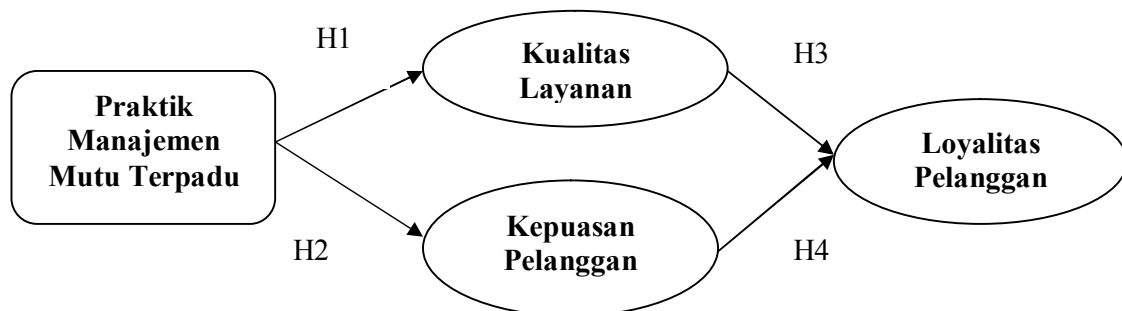 H1
Kualitas
Layanan
H3
Praktik
Manajemen
Mutu Terpadu
Loyalitas
Pelanggan
H2
Kepuasan
Pelanggan
H4